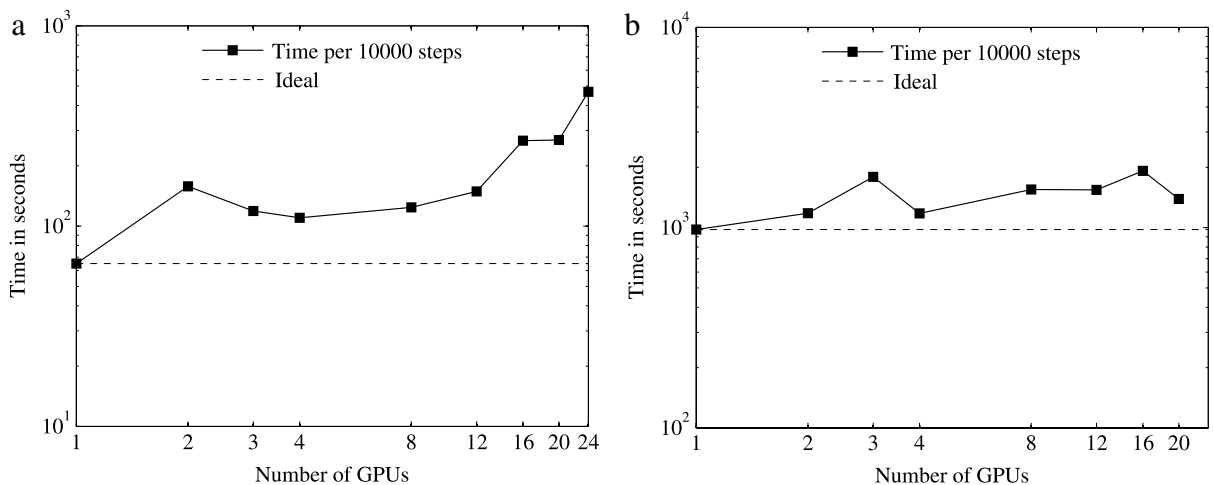 a
10^3
Time per 10000 steps
Ideal
10^2
10^1
Time in seconds
1 2 3 4 8 12 16 20 24
Number of GPUs
b
10^4
Time per 10000 steps
Ideal
10^3
10^2
Time in seconds
1 2 3 4 8 12 16 20
Number of GPUs